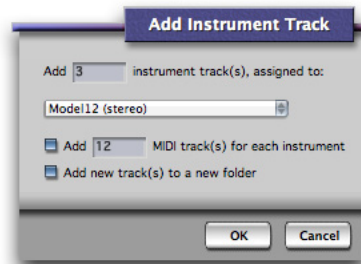 Add Instrument Track
Add 3 instrument track(s), assigned to:
Model12 (stereo)
Add 12 MIDI track(s) for each instrument
Add new track(s) to a new folder
OK Cancel